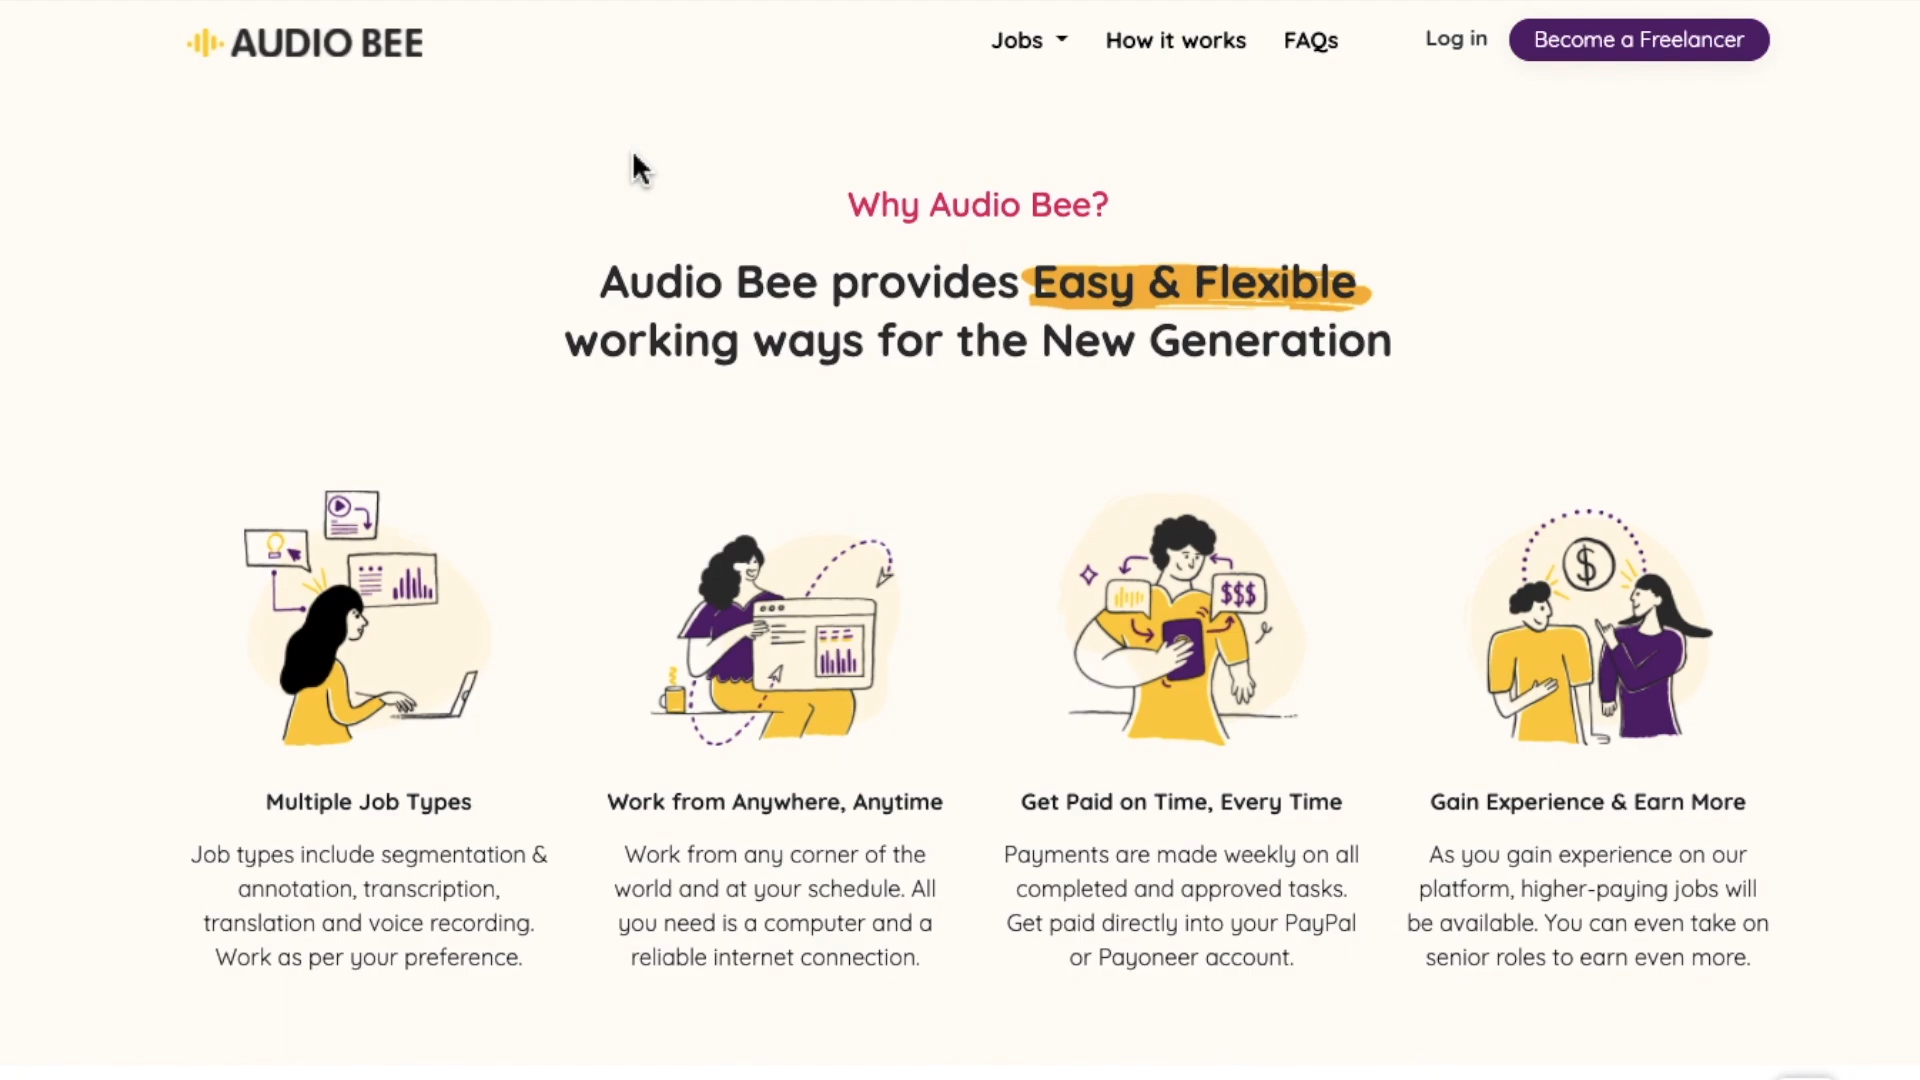 AUDIO BEE
Jobs
How it works
FAQs
Log in
Become a Freelancer
Why Audio Bee?
Audio Bee provides Easy & Flexible
working ways for the New Generation
$
$$$
Multiple Job Types
Job types include segmentation &
annotation, transcription,
translation and voice recording.
Work as per your preference.
Work from Anywhere, Anytime
Work from any corner of the
world and at your schedule. All
you need is a computer and a
reliable internet connection.
Get Paid on Time, Every Time
Payments are made weekly on all
completed and approved tasks.
Get paid directly into your PayPal
or Payoneer account.
Gain Experience & Earn More
As you gain experience on our
platform, higher-paying jobs will
be available. You can even take on
senior roles to earn even more.